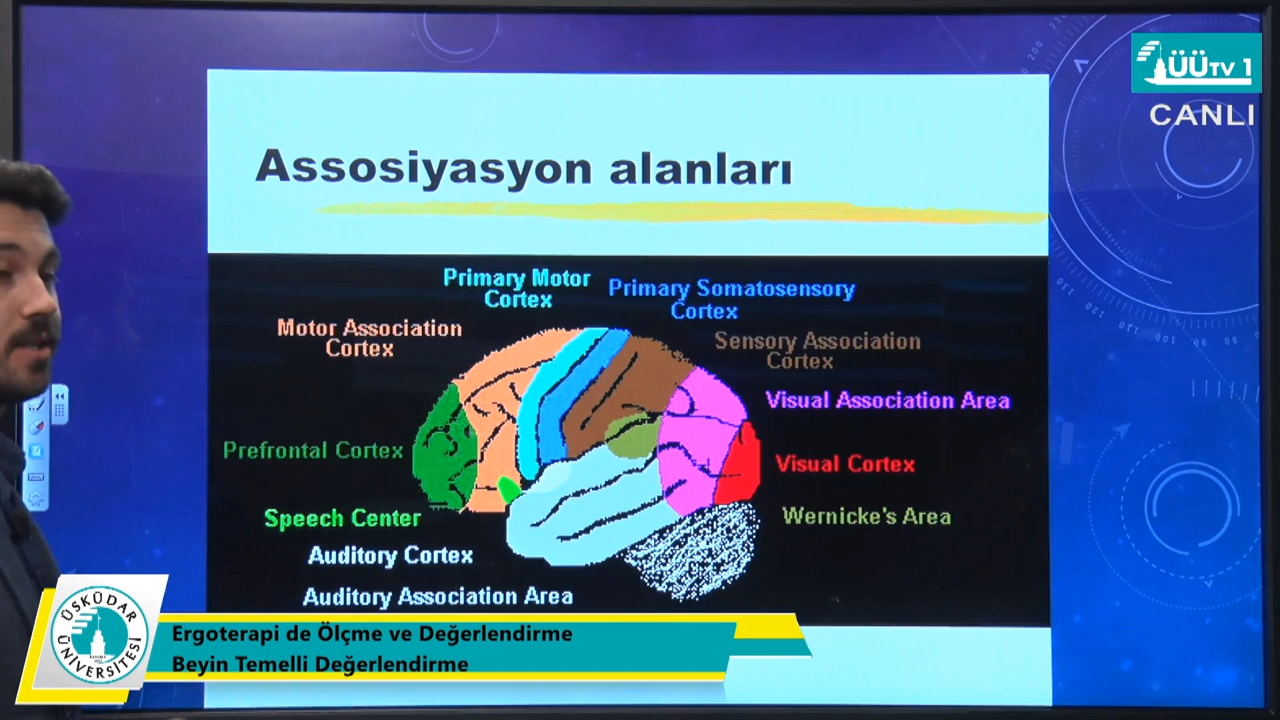 ÜÜTV 1
CANLI
Assosiyasyon alanları
Primary Motor
Cortex
Primary Somatosensory
Cortex
Motor Association
Cortex
Sensory Association
Cortex
Visual Association Area
Prefrontal Cortex
Visual Cortex
Speech Center
Wernicke's Area
Auditory Cortex
Auditory Association Area
ÜSKÜDAR
ÜNİVERSİTESİ
Ergoterapi de Ölçme ve Değerlendirme
Beyin Temelli Değerlendirme